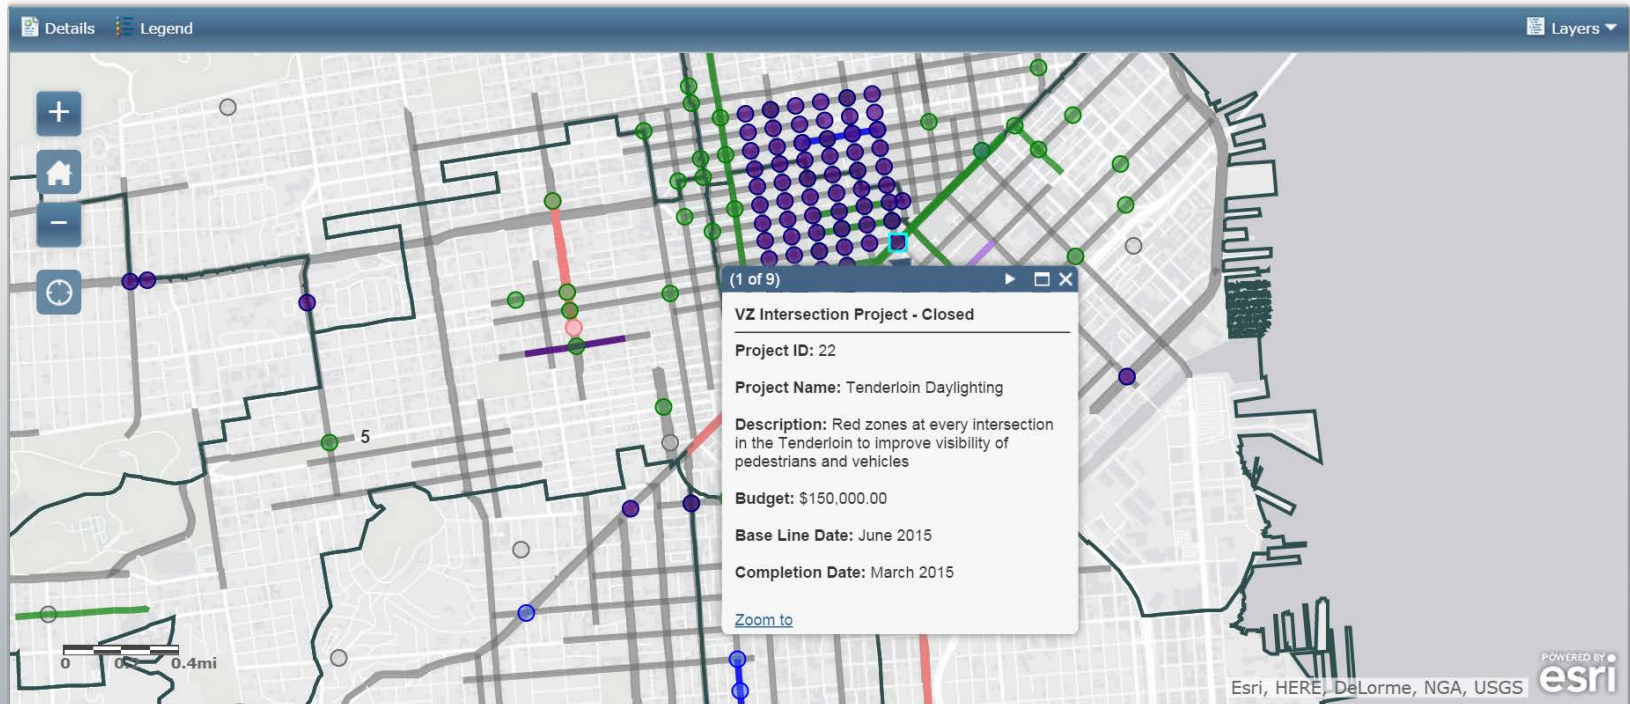 Details
Legend
Layers
+
−
(1 of 9)
VZ Intersection Project - Closed
Project ID: 22
Project Name: Tenderloin Daylighting
Description: Red zones at every intersection
in the Tenderloin to improve visibility of
pedestrians and vehicles
Budget: $150,000.00
Base Line Date: June 2015
Completion Date: March 2015
Zoom to
5
0
0.4mi
Esri, HERE, DeLorme, NGA, USGS
POWERED BY
esri